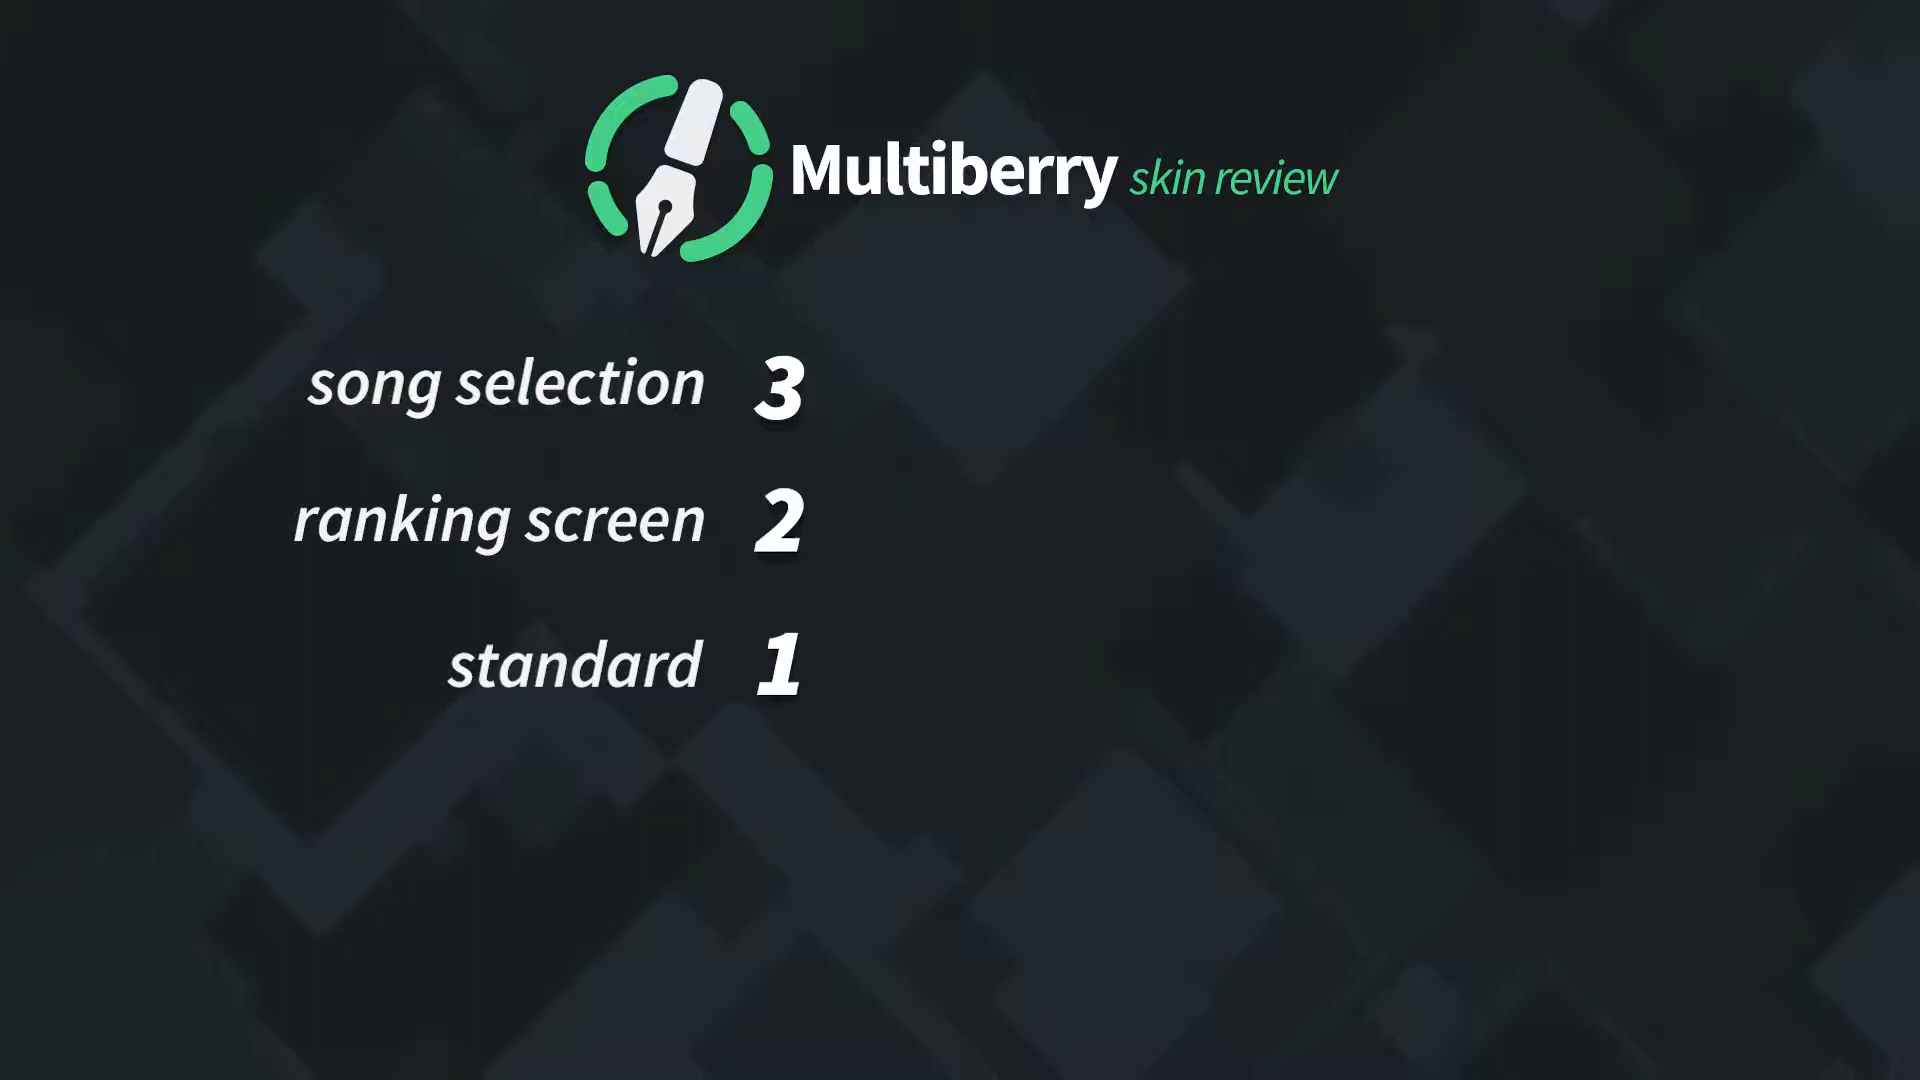 Multiberry skin review
song selection 3
ranking screen 2
standard 1